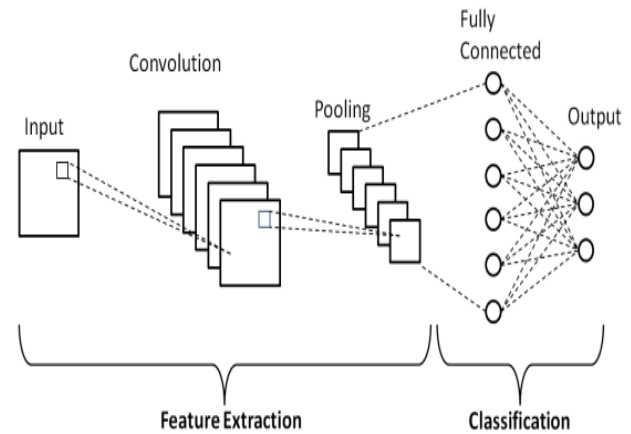 Input
Convolution
Pooling
Fully
Connected
Output
Feature Extraction
Classification